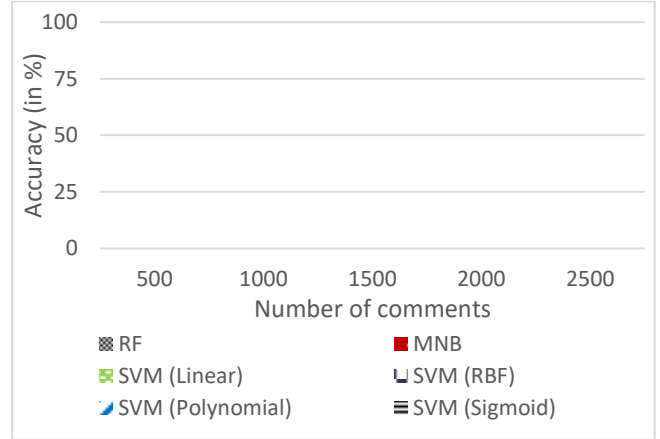 100
75
50
25
0
Accuracy (in %)
500 1000 1500 2000 2500
Number of comments
RF MNB
SVM (Linear) SVM (RBF)
SVM (Polynomial) SVM (Sigmoid)